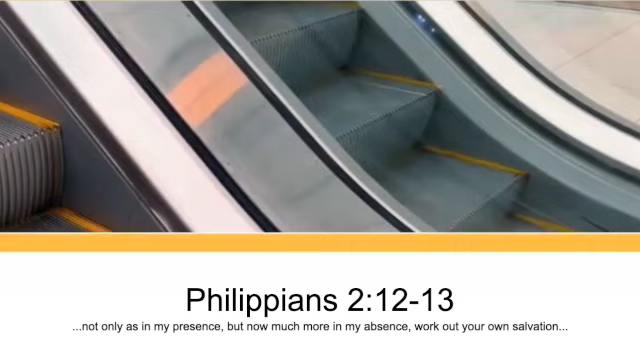 Philippians 2:12-13
...not only as in my presence, but now much more in my absence, work out your own salvation...